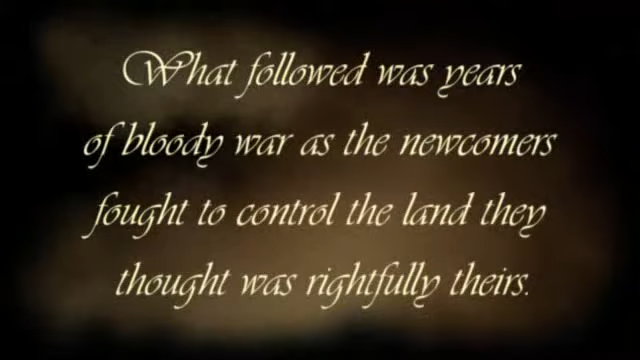 What followed was years
of bloody war as the newcomers
fought to control the land they
thought was rightfully theirs.